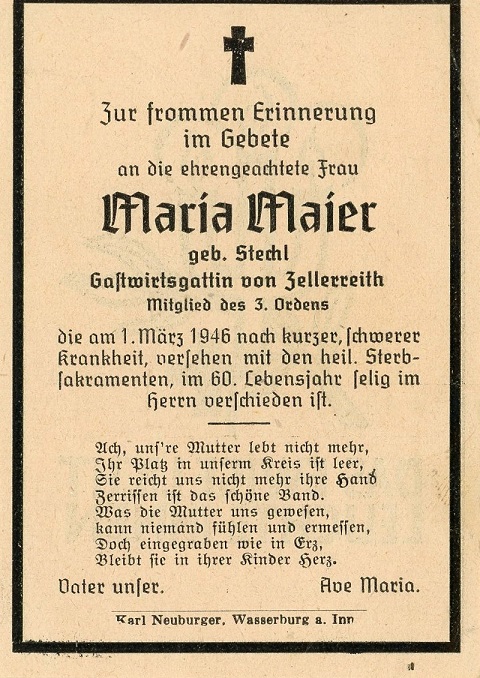 Zur frommen Erinnerung
im Gebete
an die ehrengeachtete Frau
Maria Maier
geb. Stechl
Gastwirtsgattin von Zellerreith
Mitglied des 3. Ordens
die am 1. März 1946 nach kurzer, schwerer
Krankheit, versehen mit den heil. Sterb-
sakramenten, im 60. Lebensjahr selig im
Herrn verschieden ist.
Ach, uns're Mutter lebt nicht mehr,
Ihr Platz in unserm Kreis ist leer,
Sie reicht uns nicht mehr ihre Hand
Zerrissen ist das schöne Band.
Was die Mutter uns gewesen,
kann niemand fühlen und ermessen,
Doch eingegraben wie in Erz,
Bleibt sie in ihrer Kinder Herz.
Vater unser. Ave Maria.
Karl Neuburger, Wasserburg a. Inn